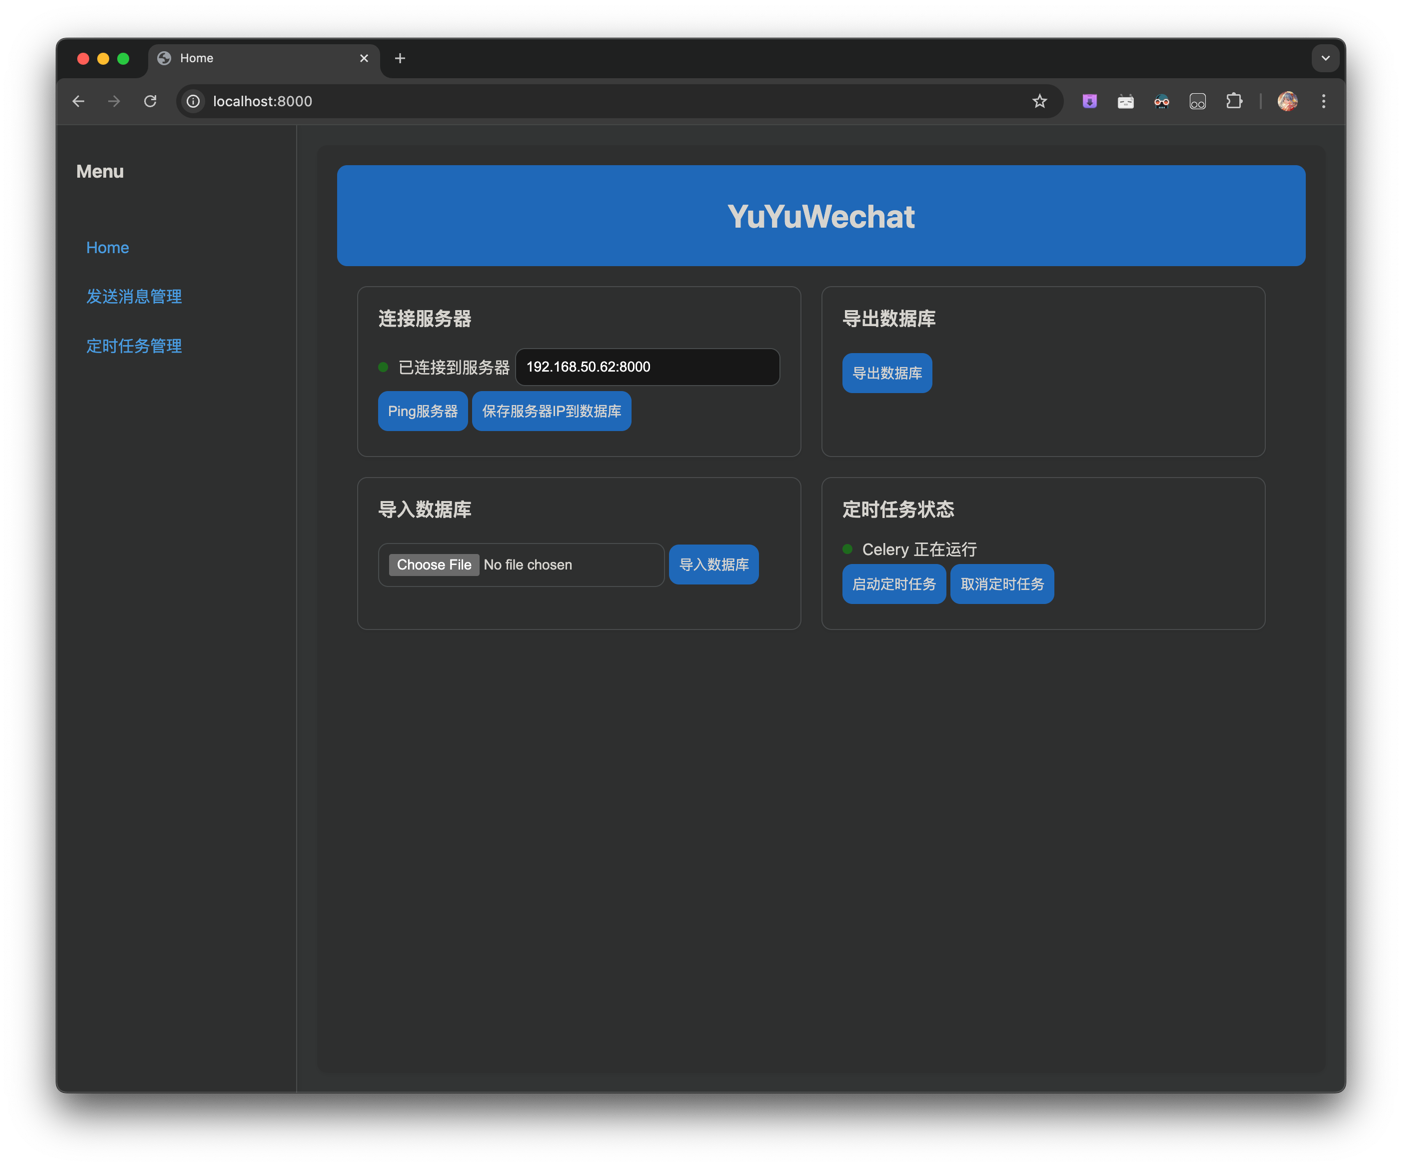 Home
localhost:8000
Menu
Home
发送消息管理
定时任务管理
YuYuWechat
连接服务器
已连接到服务器 192.168.50.62:8000
Ping服务器 保存服务器IP到数据库
导出数据库
导出数据库
导入数据库
Choose File No file chosen 导入数据库
定时任务状态
Celery 正在运行
启动定时任务 取消定时任务